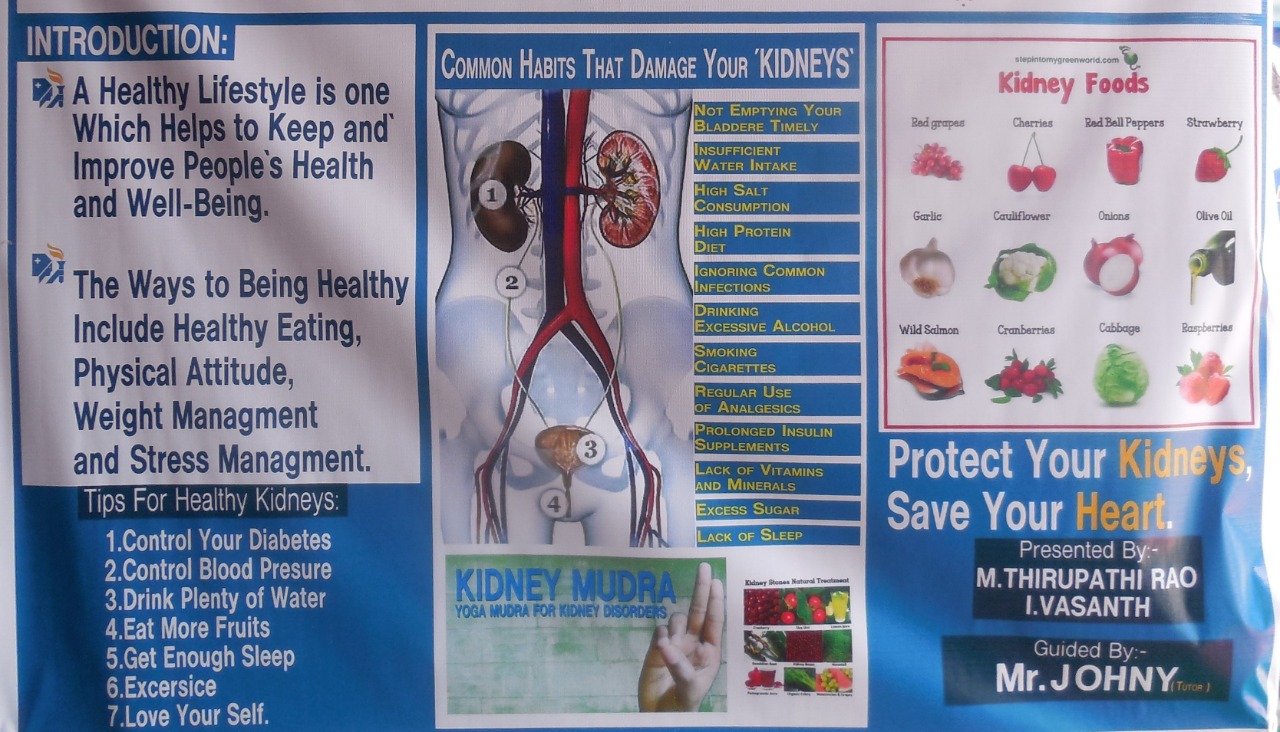 INTRODUCTION:
A Healthy Lifestyle is one
Which Helps to Keep and`
Improve People`s Health
and Well-Being.
The Ways to Being Healthy
Include Healthy Eating,
Physical Attitude,
Weight Managment
and Stress Managment.
Tips For Healthy Kidneys:
1.Control Your Diabetes
2.Control Blood Presure
3.Drink Plenty of Water
4.Eat More Fruits
5.Get Enough Sleep
6.Excersice
7.Love Your Self.
COMMON HABITS THAT DAMAGE YOUR ‘KIDNEYS`
1
2
3
4
NOT EMPTYING YOUR
BLADDERE TIMELY
INSUFFICIENT
WATER INTAKE
HIGH SALT
CONSUMPTION
HIGH PROTEIN
DIET
IGNORING COMMON
INFECTIONS
DRINKING
EXCESSIVE ALCOHOL
SMOKING
CIGARETTES
REGULAR USE
OF ANALGESICS
PROLONGED INSULIN
SUPPLEMENTS
LACK OF VITAMINS
AND MINERALS
EXCESS SUGAR
LACK OF SLEEP
KIDNEY MUDRA
YOGA MUDRA FOR KIDNEY DISORDERS
Kidney Stones Natural Treatment
stepintomygreenworld.com
Kidney Foods
Red grapes Cherries Red Bell Peppers Strawberry
Garlic Cauliflower Onions Olive Oil
Wild Salmon Cranberries Cabbage Raspberries
Protect Your Kidneys,
Save Your Heart.
Presented By:-
M.THIRUPATHI RAO
I.VASANTH
Guided By:-
Mr.JOHNY (TUTOR)